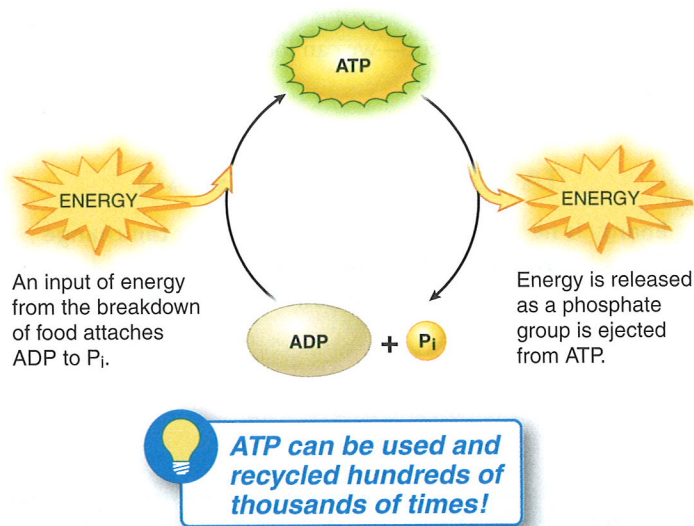 ATP
ENERGY
An input of energy
from the breakdown
of food attaches
ADP to Pi.
ENERGY
Energy is released
as a phosphate
group is ejected
from ATP.
ADP + Pi
ATP can be used and
recycled hundreds of
thousands of times!